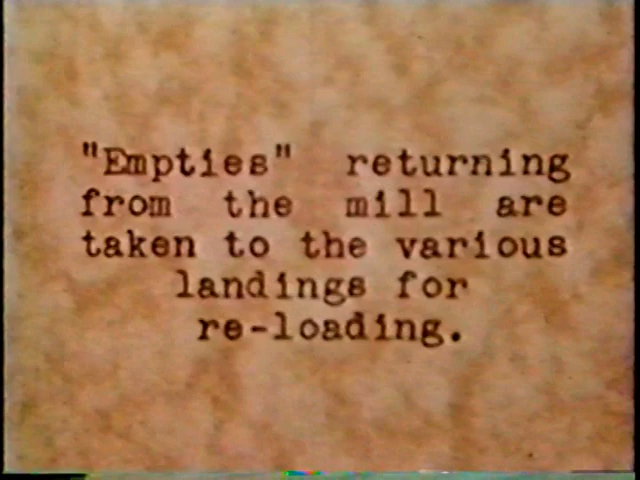 "Empties" returning
from the mill are
taken to the various
landings for
re-loading.